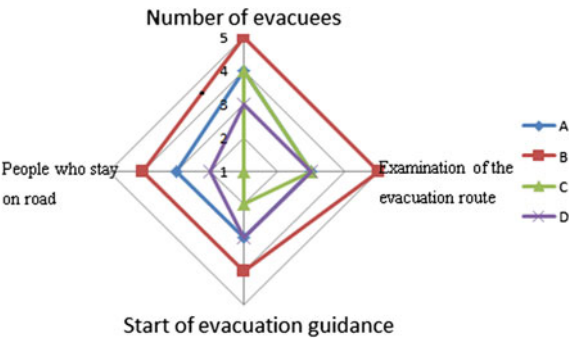 Number of evacuees
5
4
3
2
1
People who stay
on road
Examination of the
evacuation route
Start of evacuation guidance
A
B
C
D